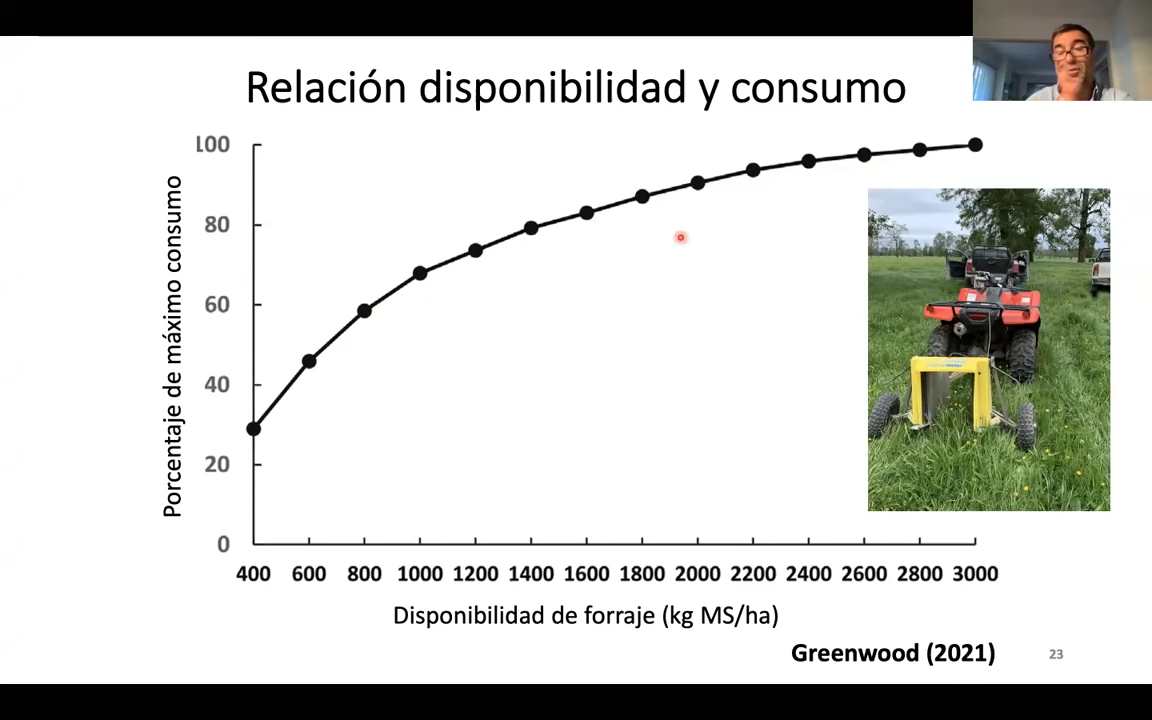 Relación disponibilidad y consumo
Porcentaje de máximo consumo
100
80
60
40
20
0
400 600 800 1000 1200 1400 1600 1800 2000 2200 2400 2600 2800 3000
Disponibilidad de forraje (kg MS/ha)
Greenwood (2021)
23